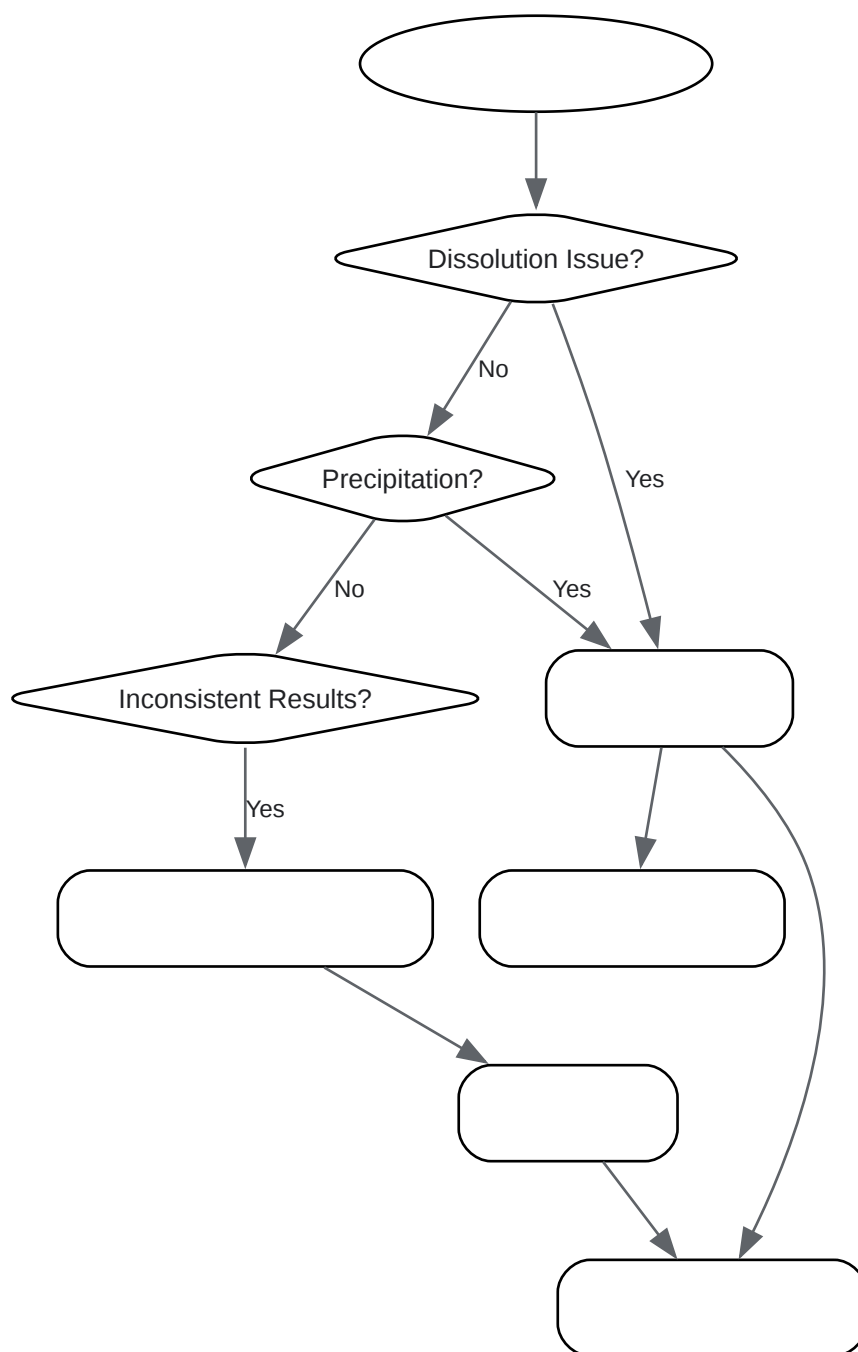 Dissolution Issue?
No
Precipitation?
Yes
No
Yes
Inconsistent Results?
Yes